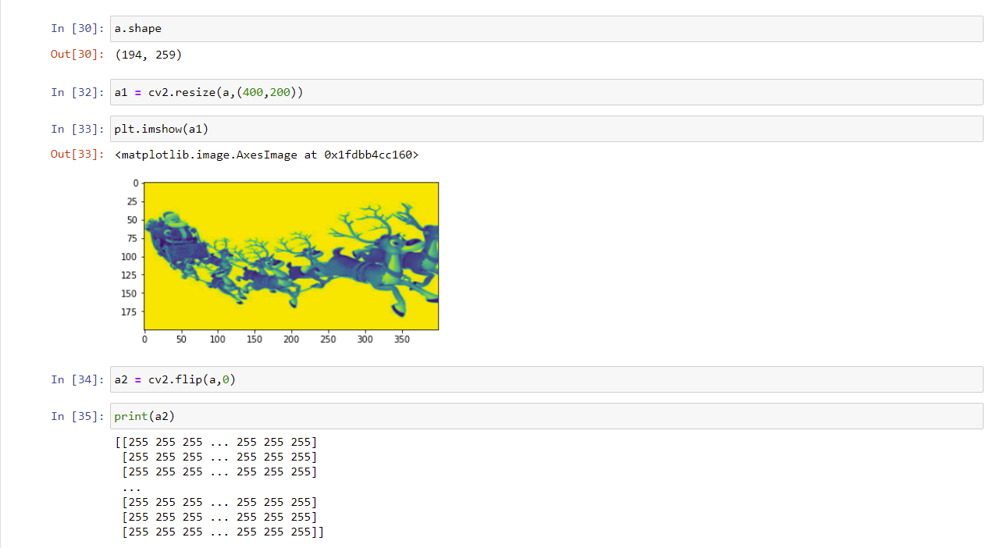 In [30]: a.shape
Out[30]: (194, 259)
In [32]: a1 = cv2.resize(a,(400,200))
In [33]: plt.imshow(a1)
Out[33]: <matplotlib.image.AxesImage at 0x1fdbb4cc160>
0
25
50
75
100
125
150
175
0 50 100 150 200 250 300 350
In [34]: a2 = cv2.flip(a,0)
In [35]: print(a2)
[[255 255 255 ... 255 255 255]
[255 255 255 ... 255 255 255]
[255 255 255 ... 255 255 255]
...
[255 255 255 ... 255 255 255]
[255 255 255 ... 255 255 255]
[255 255 255 ... 255 255 255]]